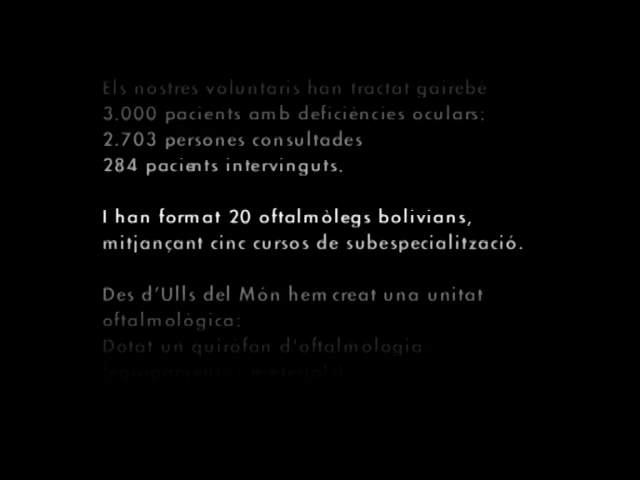 Els nostres voluntaris han tractat gairebé
3.000 pacients amb deficiències oculars:
2.703 persones consultades
284 pacients intervinguts.
I han format 20 oftalmòlegs bolivians,
mitjançant cinc cursos de subespecialització.
Des d'Ulls del Món hem creat una unitat
oftalmològica:
Dotat un quiròfan d'oftalmologia
(equipaments i materials)